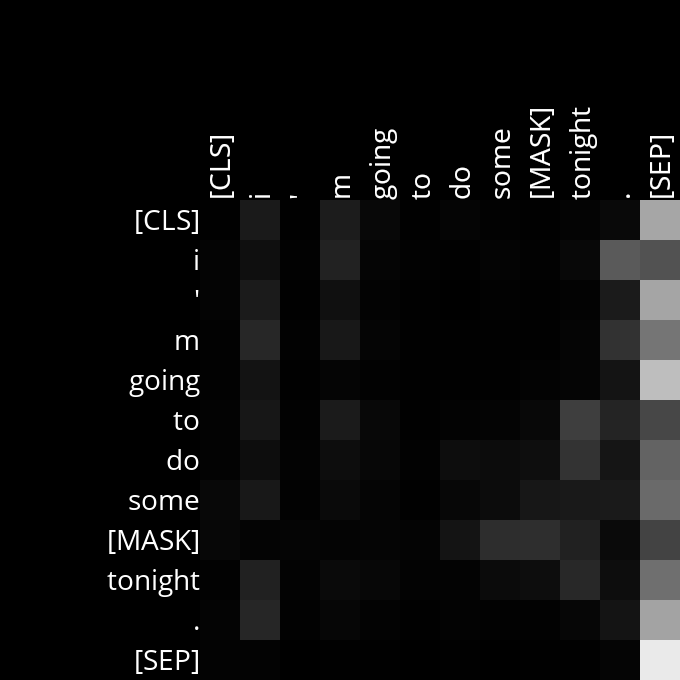 [CLS] i ' m going to do some [MASK] tonight . [SEP]
[CLS]
i
'
m
going
to
do
some
[MASK]
tonight
.
[SEP]